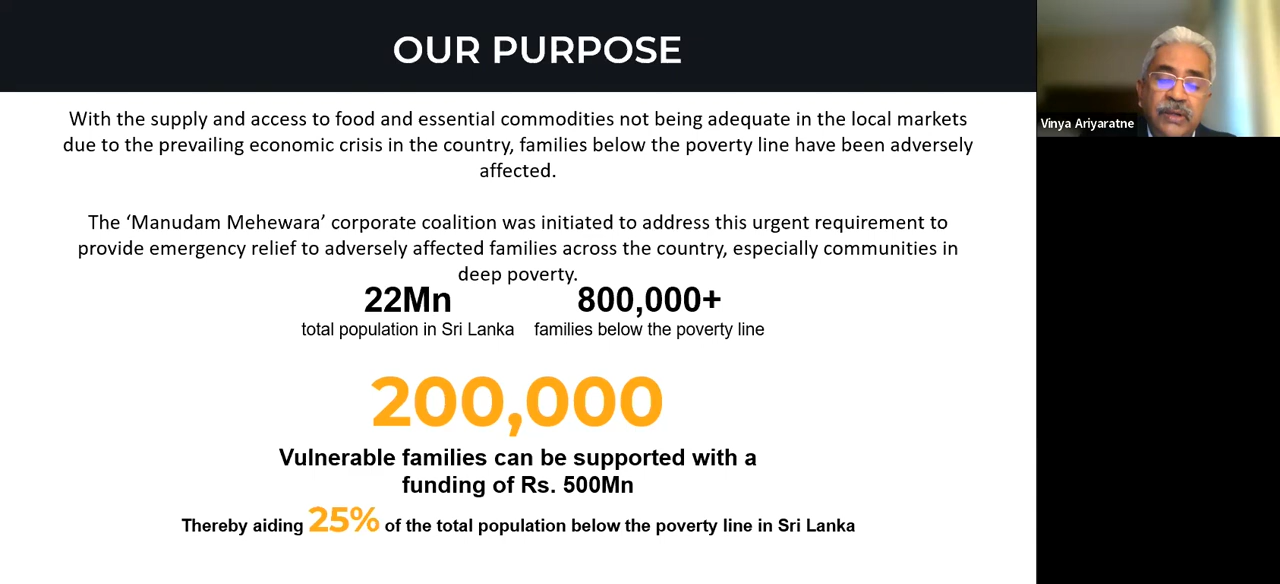 OUR PURPOSE
With the supply and access to food and essential commodities not being adequate in the local markets
due to the prevailing economic crisis in the country, families below the poverty line have been adversely
affected.
The ‘Manudam Mehewara’ corporate coalition was initiated to address this urgent requirement to
provide emergency relief to adversely affected families across the country, especially communities in
deep poverty.
22Mn 800,000+
total population in Sri Lanka families below the poverty line
200,000
Vulnerable families can be supported with a
funding of Rs. 500Mn
Thereby aiding 25% of the total population below the poverty line in Sri Lanka
Vinya Ariyaratne